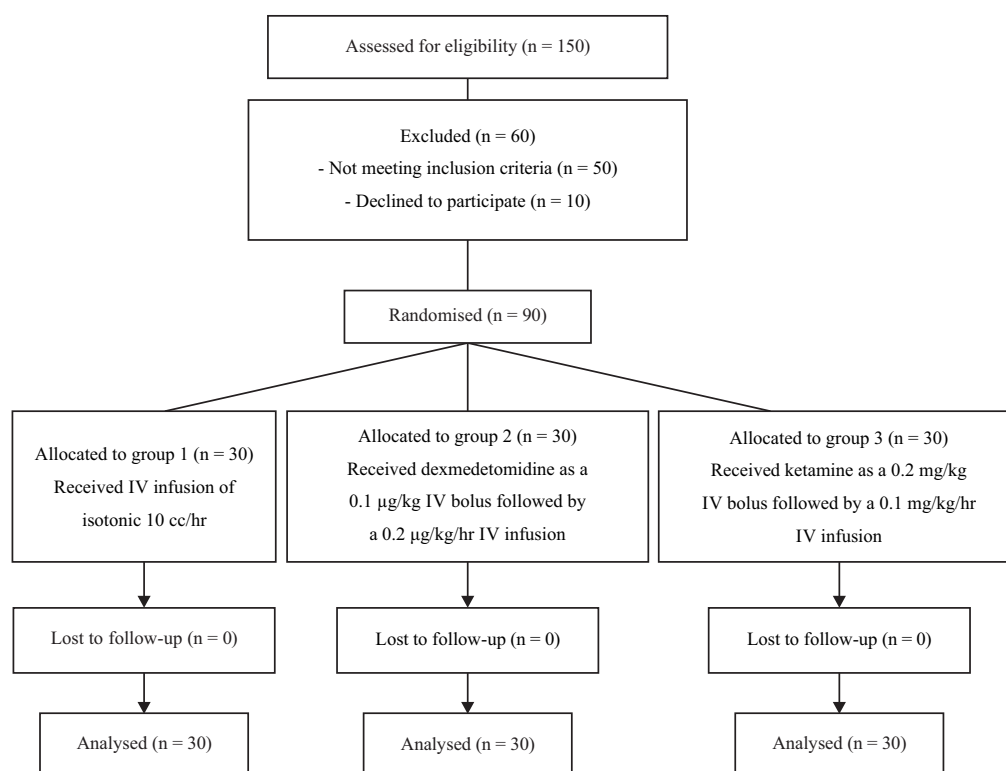 Assessed for eligibility (n = 150)
Excluded (n = 60)
- Not meeting inclusion criteria (n = 50)
- Declined to participate (n = 10)
Randomised (n = 90)
Allocated to group 1 (n = 30)
Received IV infusion of
isotonic 10 cc/hr
Allocated to group 2 (n = 30)
Received dexmedetomidine as a
0.1 μg/kg IV bolus followed by
a 0.2 μg/kg/hr IV infusion
Allocated to group 3 (n = 30)
Received ketamine as a 0.2 mg/kg
IV bolus followed by a 0.1 mg/kg/hr
IV infusion
Lost to follow-up (n = 0)
Lost to follow-up (n = 0)
Lost to follow-up (n = 0)
Analysed (n = 30)
Analysed (n = 30)
Analysed (n = 30)